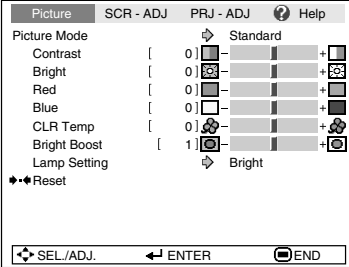 Picture SCR - ADJ PRJ - ADJ ? Help
Picture Mode Standard
Contrast [ 0 ] - +
Bright [ 0 ] - +
Red [ 0 ] - +
Blue [ 0 ] - +
CLR Temp [ 0 ] - +
Bright Boost [ 1 ] - +
Lamp Setting Bright
Reset
SEL./ADJ. ENTER END